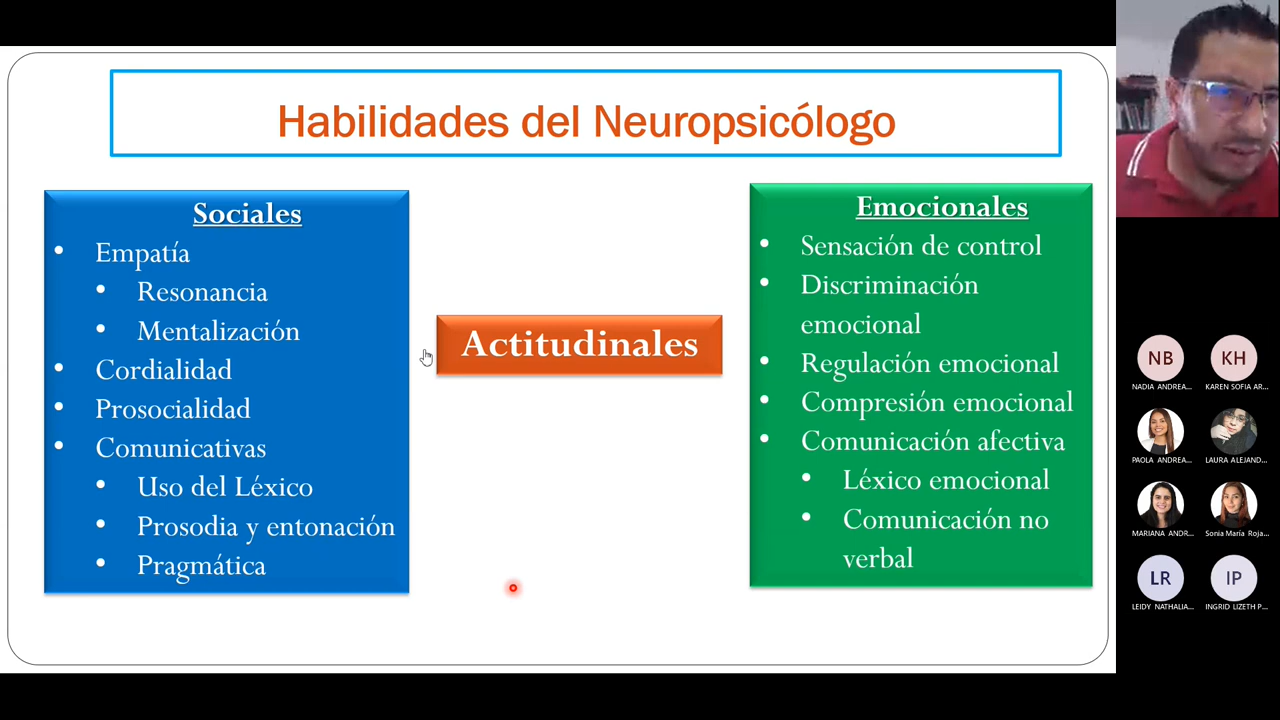 Habilidades del Neuropsicólogo
Sociales
• Empatía
• Resonancia
• Mentalización
• Cordialidad
• Prosocialidad
• Comunicativas
• Uso del Léxico
• Prosodia y entonación
• Pragmática
Actitudinales
Emocionales
• Sensación de control
• Discriminación
emocional
• Regulación emocional
• Compresión emocional
• Comunicación afectiva
• Léxico emocional
• Comunicación no
verbal
NB
KH
NADIA ANDREA...
KAREN SOFIA AR...
PAOLA ANDREA...
LAURA ALEJAND...
MARIANA ANDR...
Sonia María Roja...
LR
IP
LEIDY NATHALIA...
INGRID LIZETH P...